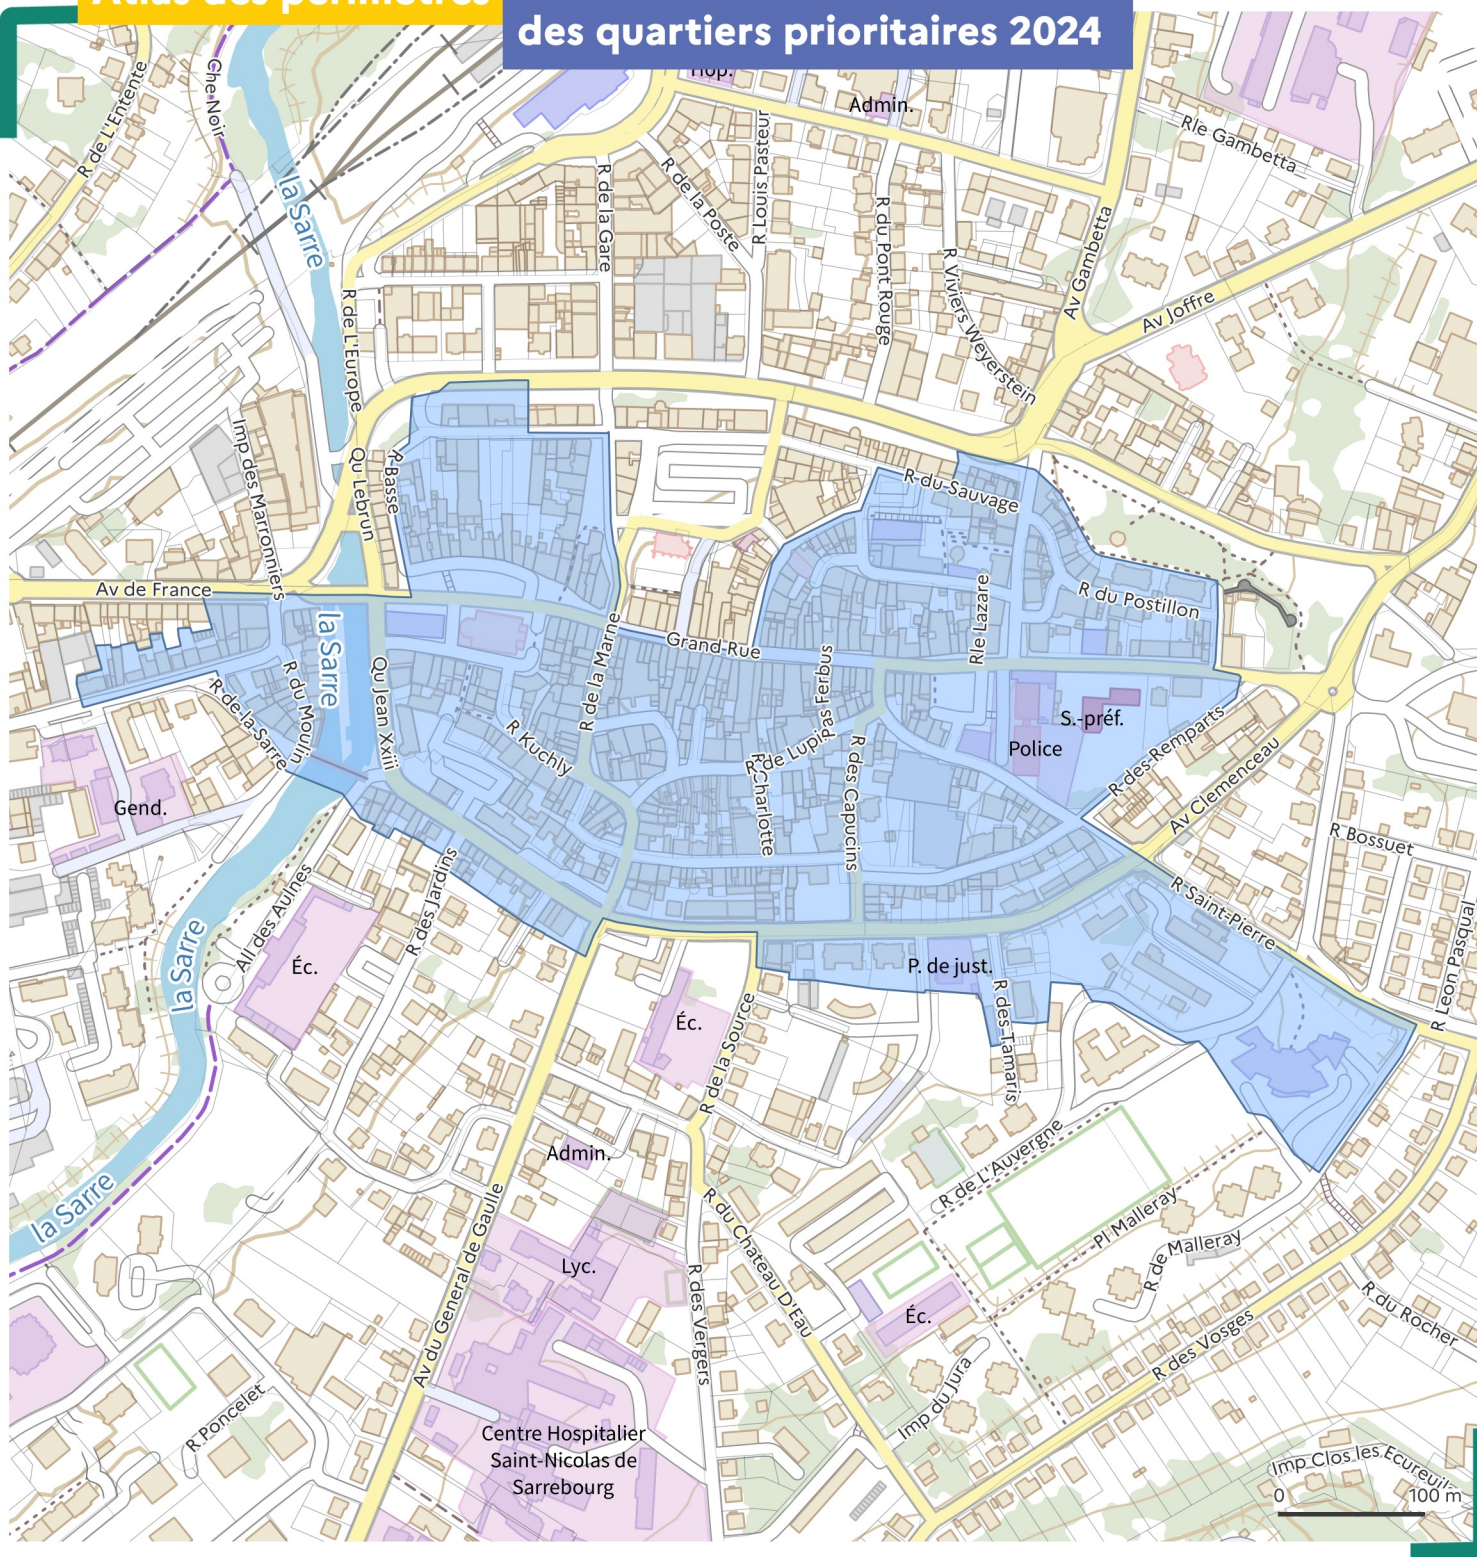 Atlas des périmètres
des quartiers prioritaires 2024
Hop.
Admin.
R de L'Entente
Che Noir
la Sarre
Rle Gambetta
R de la Gare
R de la Poste
R Louis Pasteur
R du Pont Rouge
R Viviers Weyerstein
Av Gambetta
Av Joffre
R de L'Europe
Imp des Marronniers
Qu Lebrun
R Basse
R du Sauvage
Av de France
la Sarre
R du Postillon
Rle Lazare
Grand Rue
R de la Marne
Pas Ferbus
R de la Sarre
R du Moulin
Qu Jean Xxiii
R Kuchly
R de Lupin
R Charlotte
R des Capucins
S.-préf.
Police
R des Remparts
Av Clemenceau
Gend.
R Bossuet
R des Jardins
All des Aulnes
R Saint-Pierre
R Leon Pasqual
la Sarre
Éc.
P. de just.
Éc.
R de la Source
R des Tamaris
Admin.
R de L'Auvergne
la Sarre
Pl Malleray
R de Malleray
Av du General de Gaulle
Lyc.
R du Chateau D'Eau
R des Vergers
Éc.
R du Rocher
R des Vosges
Imp du Jura
R Poncelet
Centre Hospitalier
Saint-Nicolas de
Sarrebourg
Imp Clos les Ecureuils
0 100 m